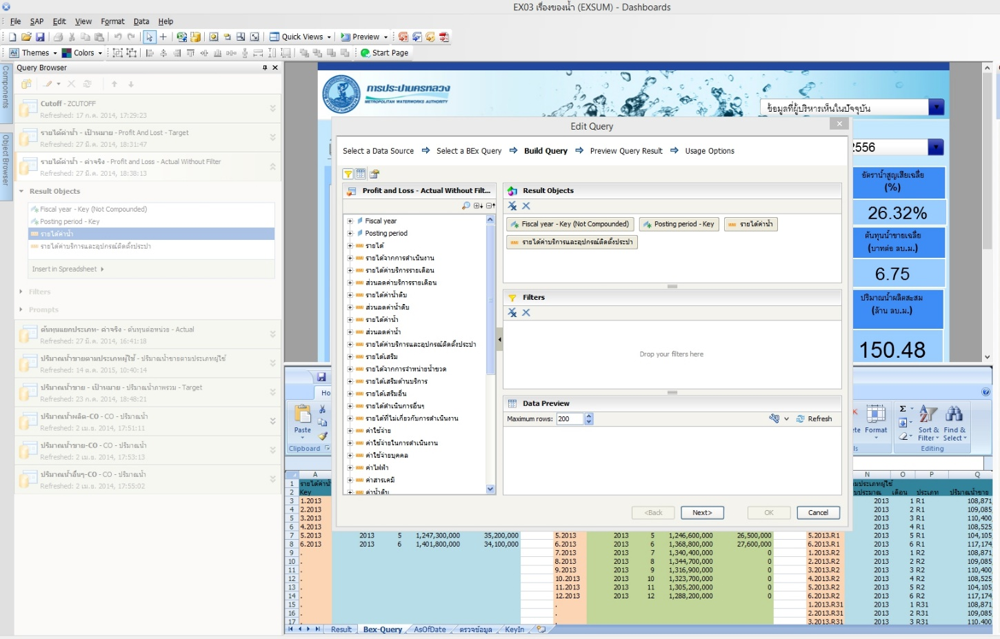 EX03 เรื่องของน้ำ (EXSUM) - Dashboards
File SAP Edit View Format Data Help
Quick Views Preview
Themes Colors Start Page
Components
Object Browser
Query Browser
Cutoff - ZCUTOFF
Refreshed: 17 ก.ค. 2014, 17:29:23
รายได้ค่าน้ำ - เป้าหมาย - Profit And Lost - Target
Refreshed: 27 มิ.ค. 2014, 18:31:47
รายได้ค่าน้ำ - ค่าจริง - Profit and Loss - Actual Without Filter
Refreshed: 27 มิ.ค. 2014, 18:38:13
Result Objects
Fiscal year - Key (Not Compounded)
Posting period - Key
รายได้ค่าน้ำ
รายได้ค่าบริการและอุปกรณ์ติดตั้งประปา
Insert in Spreadsheet
Filters
Prompts
ต้นทุนแยกประเภท- ค่าจริง - ต้นทุนต่อหน่วย - Actual
Refreshed: 27 มิ.ค. 2014, 16:41:18
ปริมาณน้ำขายตามประเภทผู้ใช้ - ปริมาณน้ำขายตามประเภทผู้ใช้
Refreshed: 14 ต.ค. 2015, 10:40:14
ปริมาณน้ำขาย - เป้าหมาย - ปริมาณน้ำภาพรวม - Target
Refreshed: 23 ก.ค. 2014, 18:48:21
ปริมาณน้ำผลิต-CO - CO - ปริมาณน้ำ
Refreshed: 2 เม.ย. 2014, 17:51:11
ปริมาณน้ำขาย-CO - CO - ปริมาณน้ำ
Refreshed: 2 เม.ย. 2014, 17:53:13
ปริมาณน้ำอื่นๆ-CO - CO - ปริมาณน้ำ
Refreshed: 2 เม.ย. 2014, 17:55:02
การประปานครหลวง
METROPOLITAN WATERWORKS AUTHORITY
ข้อมูลที่ผู้บริหารเห็นในปัจจุบัน
2556
อัตราน้ำสูญเสียเฉลี่ย
(%)
26.32%
ต้นทุนน้ำขายเฉลี่ย
(บาทต่อ ลบ.ม.)
6.75
ปริมาณน้ำผลิตสะสม
(ล้าน ลบ.ม.)
150.48
Edit Query
Select a Data Source Select a BEx Query Build Query Preview Query Result Usage Options
Profit and Loss - Actual Without Filt...
Fiscal year
Posting period
รายได้
รายได้จากการดำเนินงาน
รายได้ค่าบริการรายเดือน
ส่วนลดค่าบริการรายเดือน
รายได้ค่าน้ำดิบ
ส่วนลดค่าน้ำดิบ
รายได้ค่าน้ำ
ส่วนลดค่าน้ำ
รายได้ค่าบริการและอุปกรณ์ติดตั้งประปา
รายได้เสริม
รายได้จากการจำหน่ายน้ำขวด
รายได้เสริมด้านบริการ
รายได้เสริมอื่น
รายได้ดำเนินการอื่นๆ
รายได้ที่ไม่เกี่ยวกับการดำเนินงาน
ค่าใช้จ่าย
ค่าใช้จ่ายในการดำเนินงาน
ค่าใช้จ่ายบุคคล
ค่าไฟฟ้า
ค่าสารเคมี
ค่าน้ำดิบ
Result Objects
Fiscal year - Key (Not Compounded) Posting period - Key รายได้ค่าน้ำ
รายได้ค่าบริการและอุปกรณ์ติดตั้งประปา
Filters
Drop your filters here
Data Preview
Maximum rows: 200 Refresh
<Back Next> OK Cancel
Ho
Paste
Clipboard
Format
Sort & Filter
Find & Select
Editing
A N O P Q
1 รายได้ค่าน้ำ
2 Key เดือน ประเภท ปริมาณน้ำขาย
3 1.2013 2013 1 R1 108,871
4 2.2013 2013 2 R1 109,085
5 3.2013 2013 3 R1 110,400
6 4.2013 2013 4 R1 108,525
7 5.2013 2013 5 1,247,300,000 35,200,000 5.2013 2013 5 1,246,600,000 26,500,000 5.2013.R1 2013 5 R1 104,105
8 6.2013 2013 6 1,401,800,000 34,100,000 6.2013 2013 6 1,368,800,000 27,600,000 6.2013.R1 2013 6 R1 117,174
9 . 7.2013 2013 7 1,340,400,000 0 1.2013.R2 2013 1 R2 108,871
10 . 8.2013 2013 8 1,344,700,000 0 2.2013.R2 2013 2 R2 109,085
11 . 9.2013 2013 9 1,316,900,000 0 3.2013.R2 2013 3 R2 110,400
12 . 10.2013 2013 10 1,323,700,000 0 4.2013.R2 2013 4 R2 108,525
13 . 11.2013 2013 11 1,305,200,000 0 5.2013.R2 2013 5 R2 104,105
14 . 12.2013 2013 12 1,288,200,000 0 6.2013.R2 2013 6 R2 117,174
15 . . 1.2013.R31 2013 1 R31 108,871
16 . . 2.2013.R31 2013 2 R31 109,085
17 . . 3.2013.R31 2013 3 R31 110,400
Result Bex-Query AsOfDate ตรวจข้อมูล KeyIn